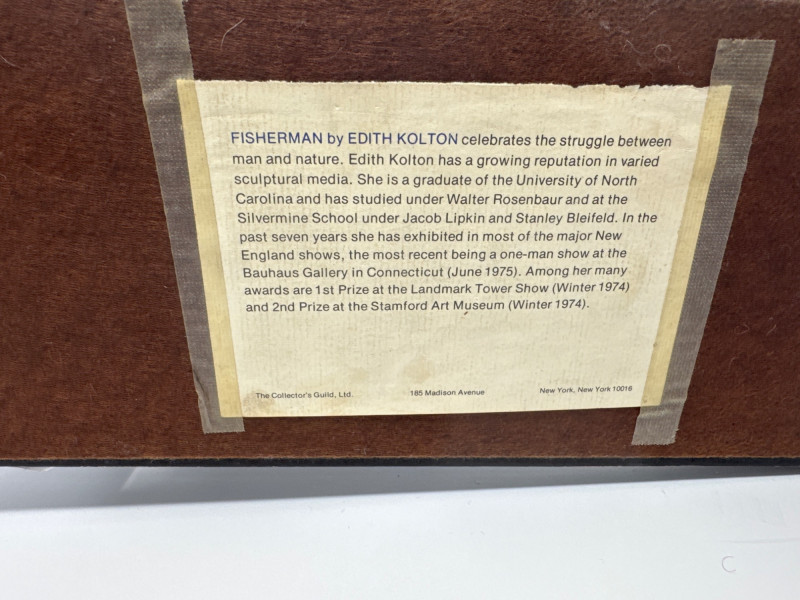 FISHERMAN by EDITH KOLTON celebrates the struggle between
man and nature. Edith Kolton has a growing reputation in varied
sculptural media. She is a graduate of the University of North
Carolina and has studied under Walter Rosenbaur and at the
Silvermine School under Jacob Lipkin and Stanley Bleifeld. In the
past seven years she has exhibited in most of the major New
England shows, the most recent being a one-man show at the
Bauhaus Gallery in Connecticut (June 1975). Among her many
awards are 1st Prize at the Landmark Tower Show (Winter 1974)
and 2nd Prize at the Stamford Art Museum (Winter 1974).
The Collector's Guild, Ltd. 185 Madison Avenue New York, New York 10016